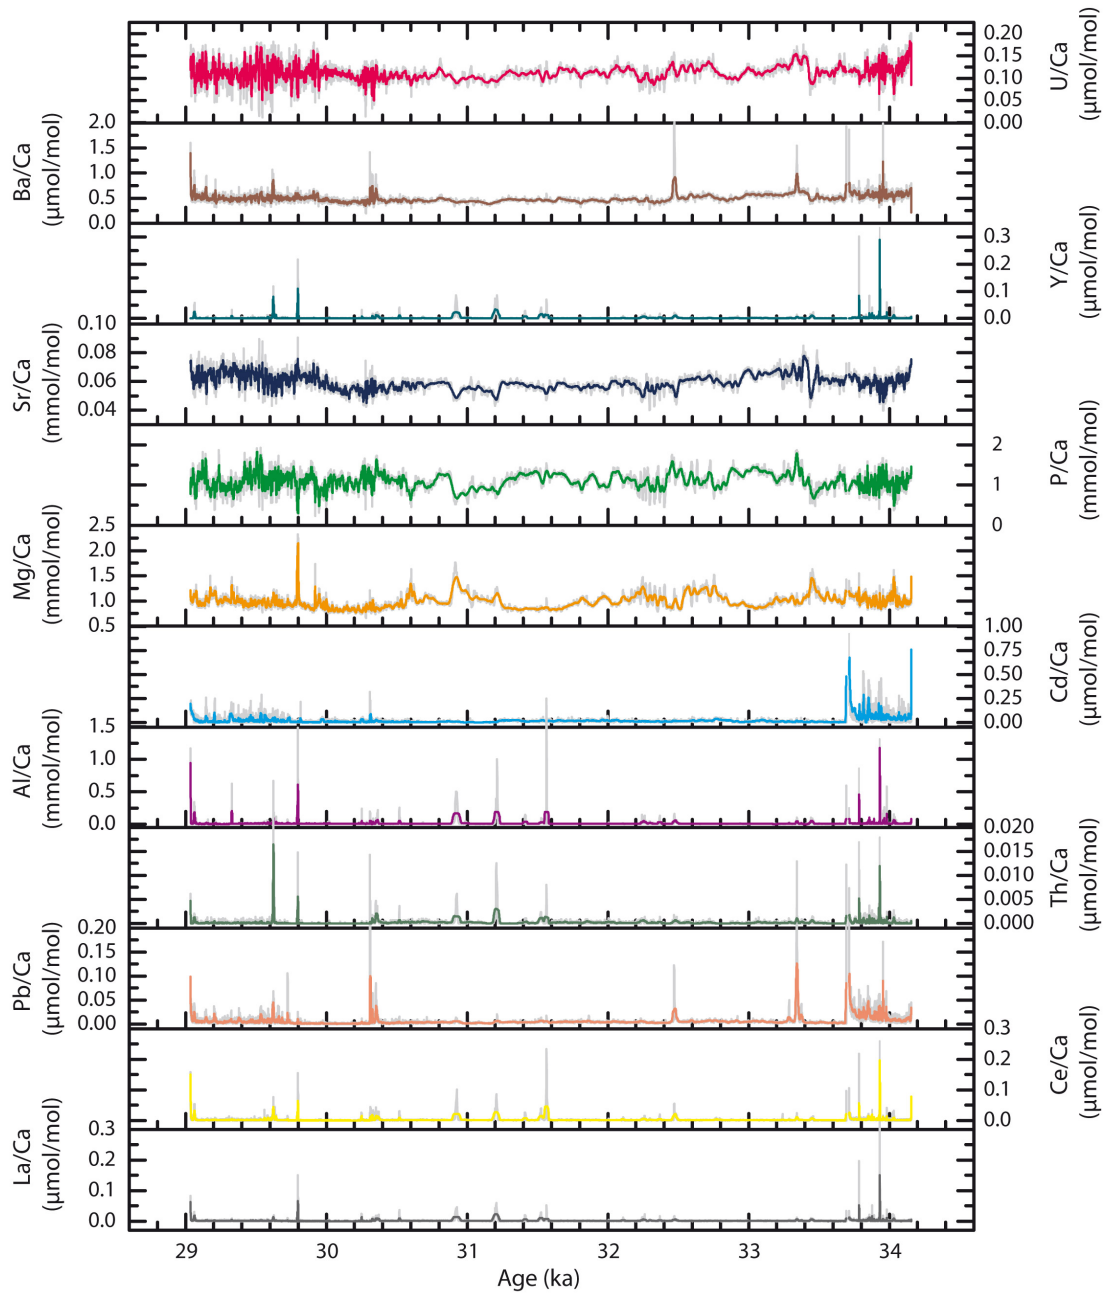 U/Ca
(μmol/mol)
0.20
0.15
0.10
0.05
0.00
Ba/Ca
(μmol/mol)
2.0
1.5
1.0
0.5
0.0
Y/Ca
(μmol/mol)
0.3
0.2
0.1
0.0
Sr/Ca
(mmol/mol)
0.10
0.08
0.06
0.04
P/Ca
(mmol/mol)
2
1
0
Mg/Ca
(mmol/mol)
2.5
2.0
1.5
1.0
0.5
Cd/Ca
(μmol/mol)
1.00
0.75
0.50
0.25
0.00
Al/Ca
(mmol/mol)
1.5
1.0
0.5
0.0
Th/Ca
(μmol/mol)
0.020
0.015
0.010
0.005
0.000
Pb/Ca
(μmol/mol)
0.20
0.15
0.10
0.05
0.00
Ce/Ca
(μmol/mol)
0.3
0.2
0.1
0.0
La/Ca
(μmol/mol)
0.3
0.2
0.1
0.0
29 30 31 32 33 34
Age (ka)